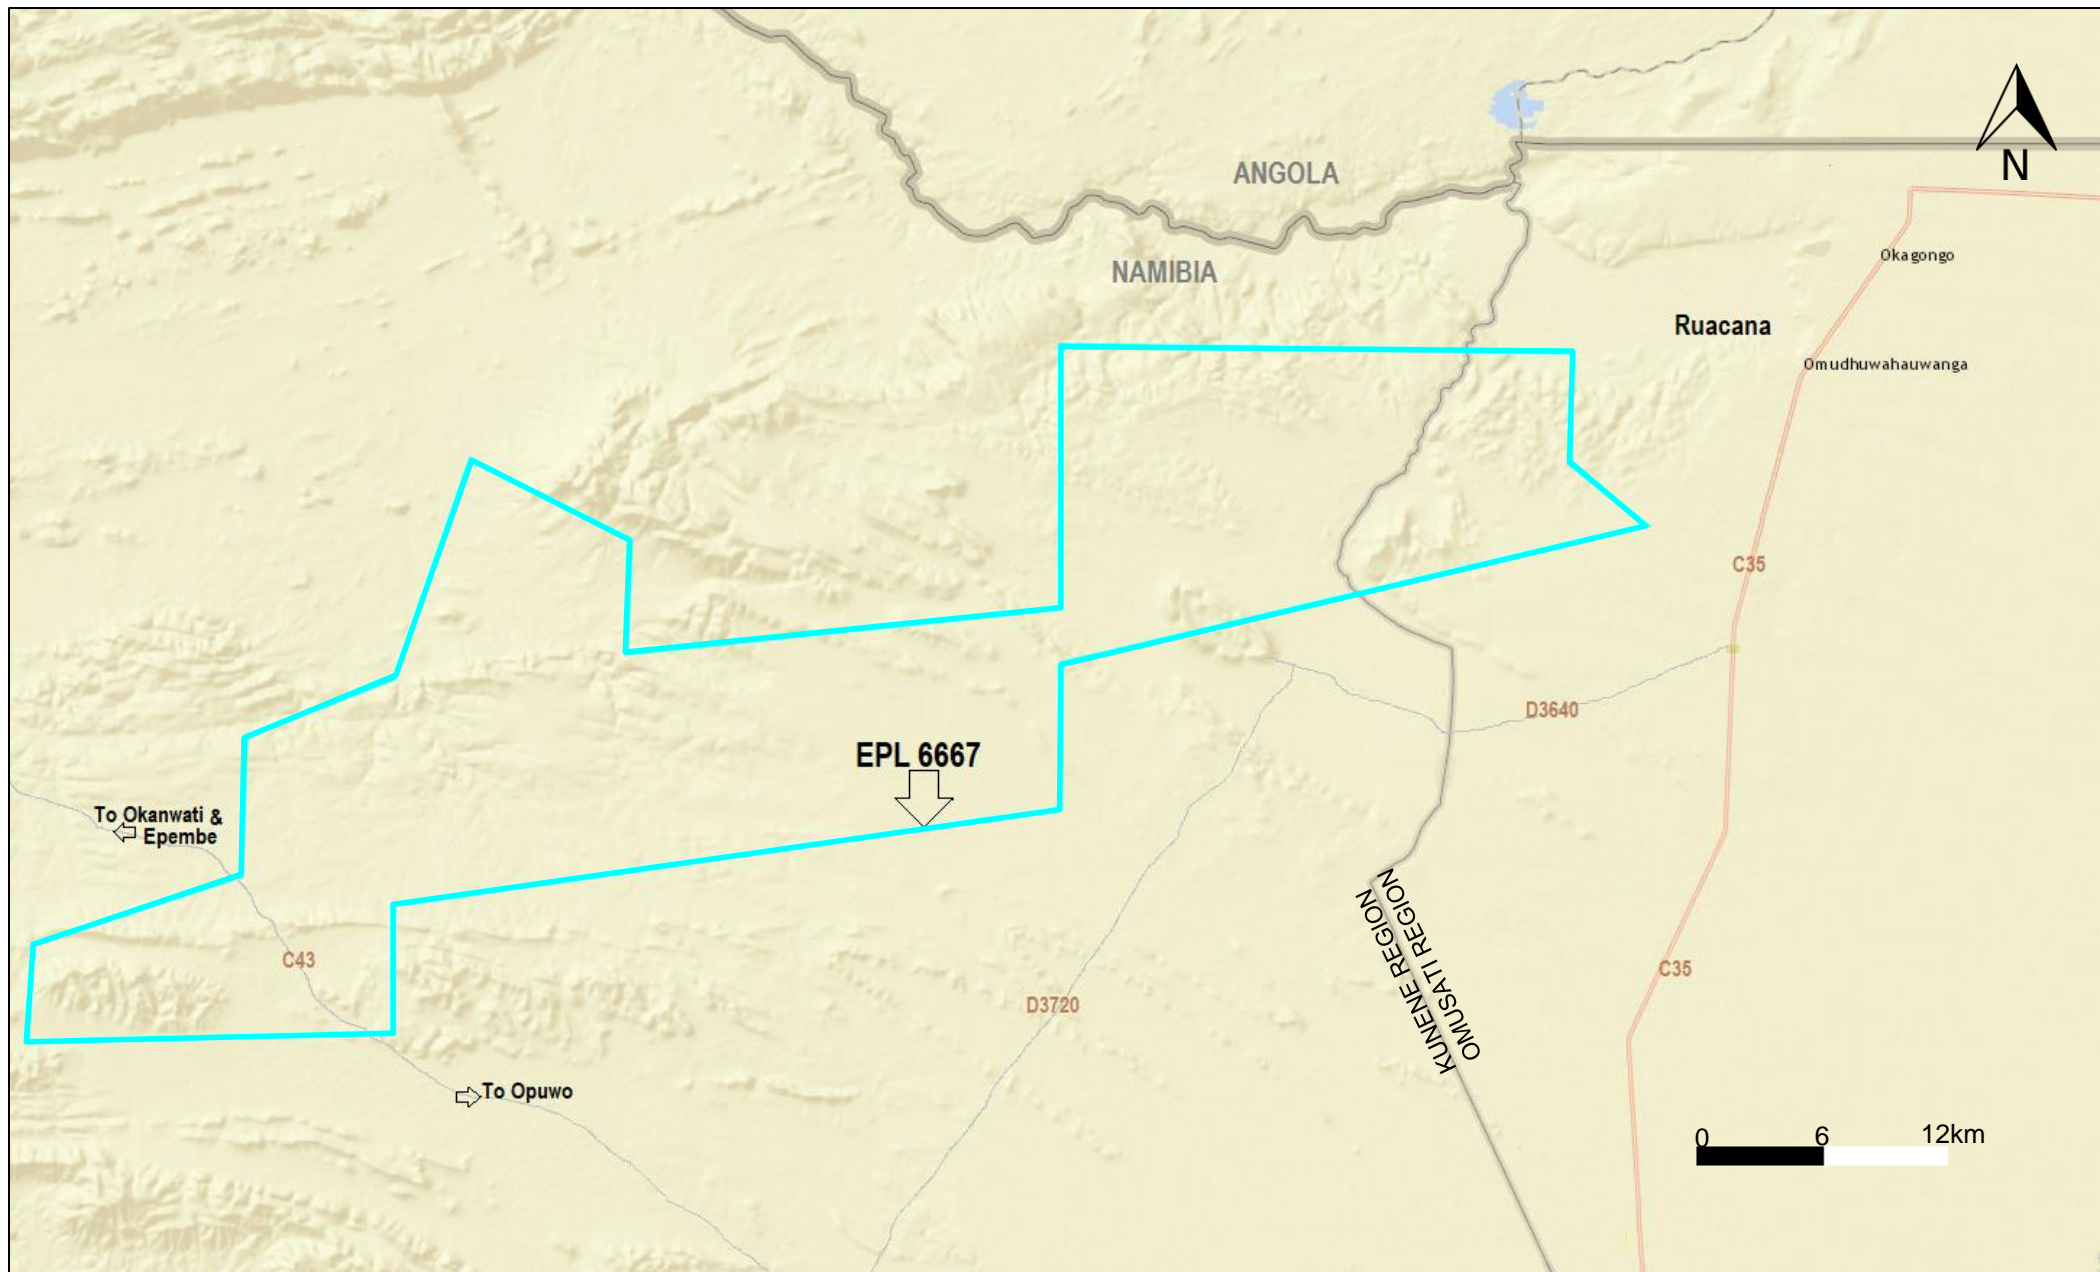 ANGOLA
N
NAMIBIA
Okagongo
Ruacana
Omudhuwahauwanga
C35
D3640
EPL 6667
To Okanwati &
Epembe
C43
KUNENE REGION
OMUSATI REGION
C35
D3720
To Opuwo
0 6 12km